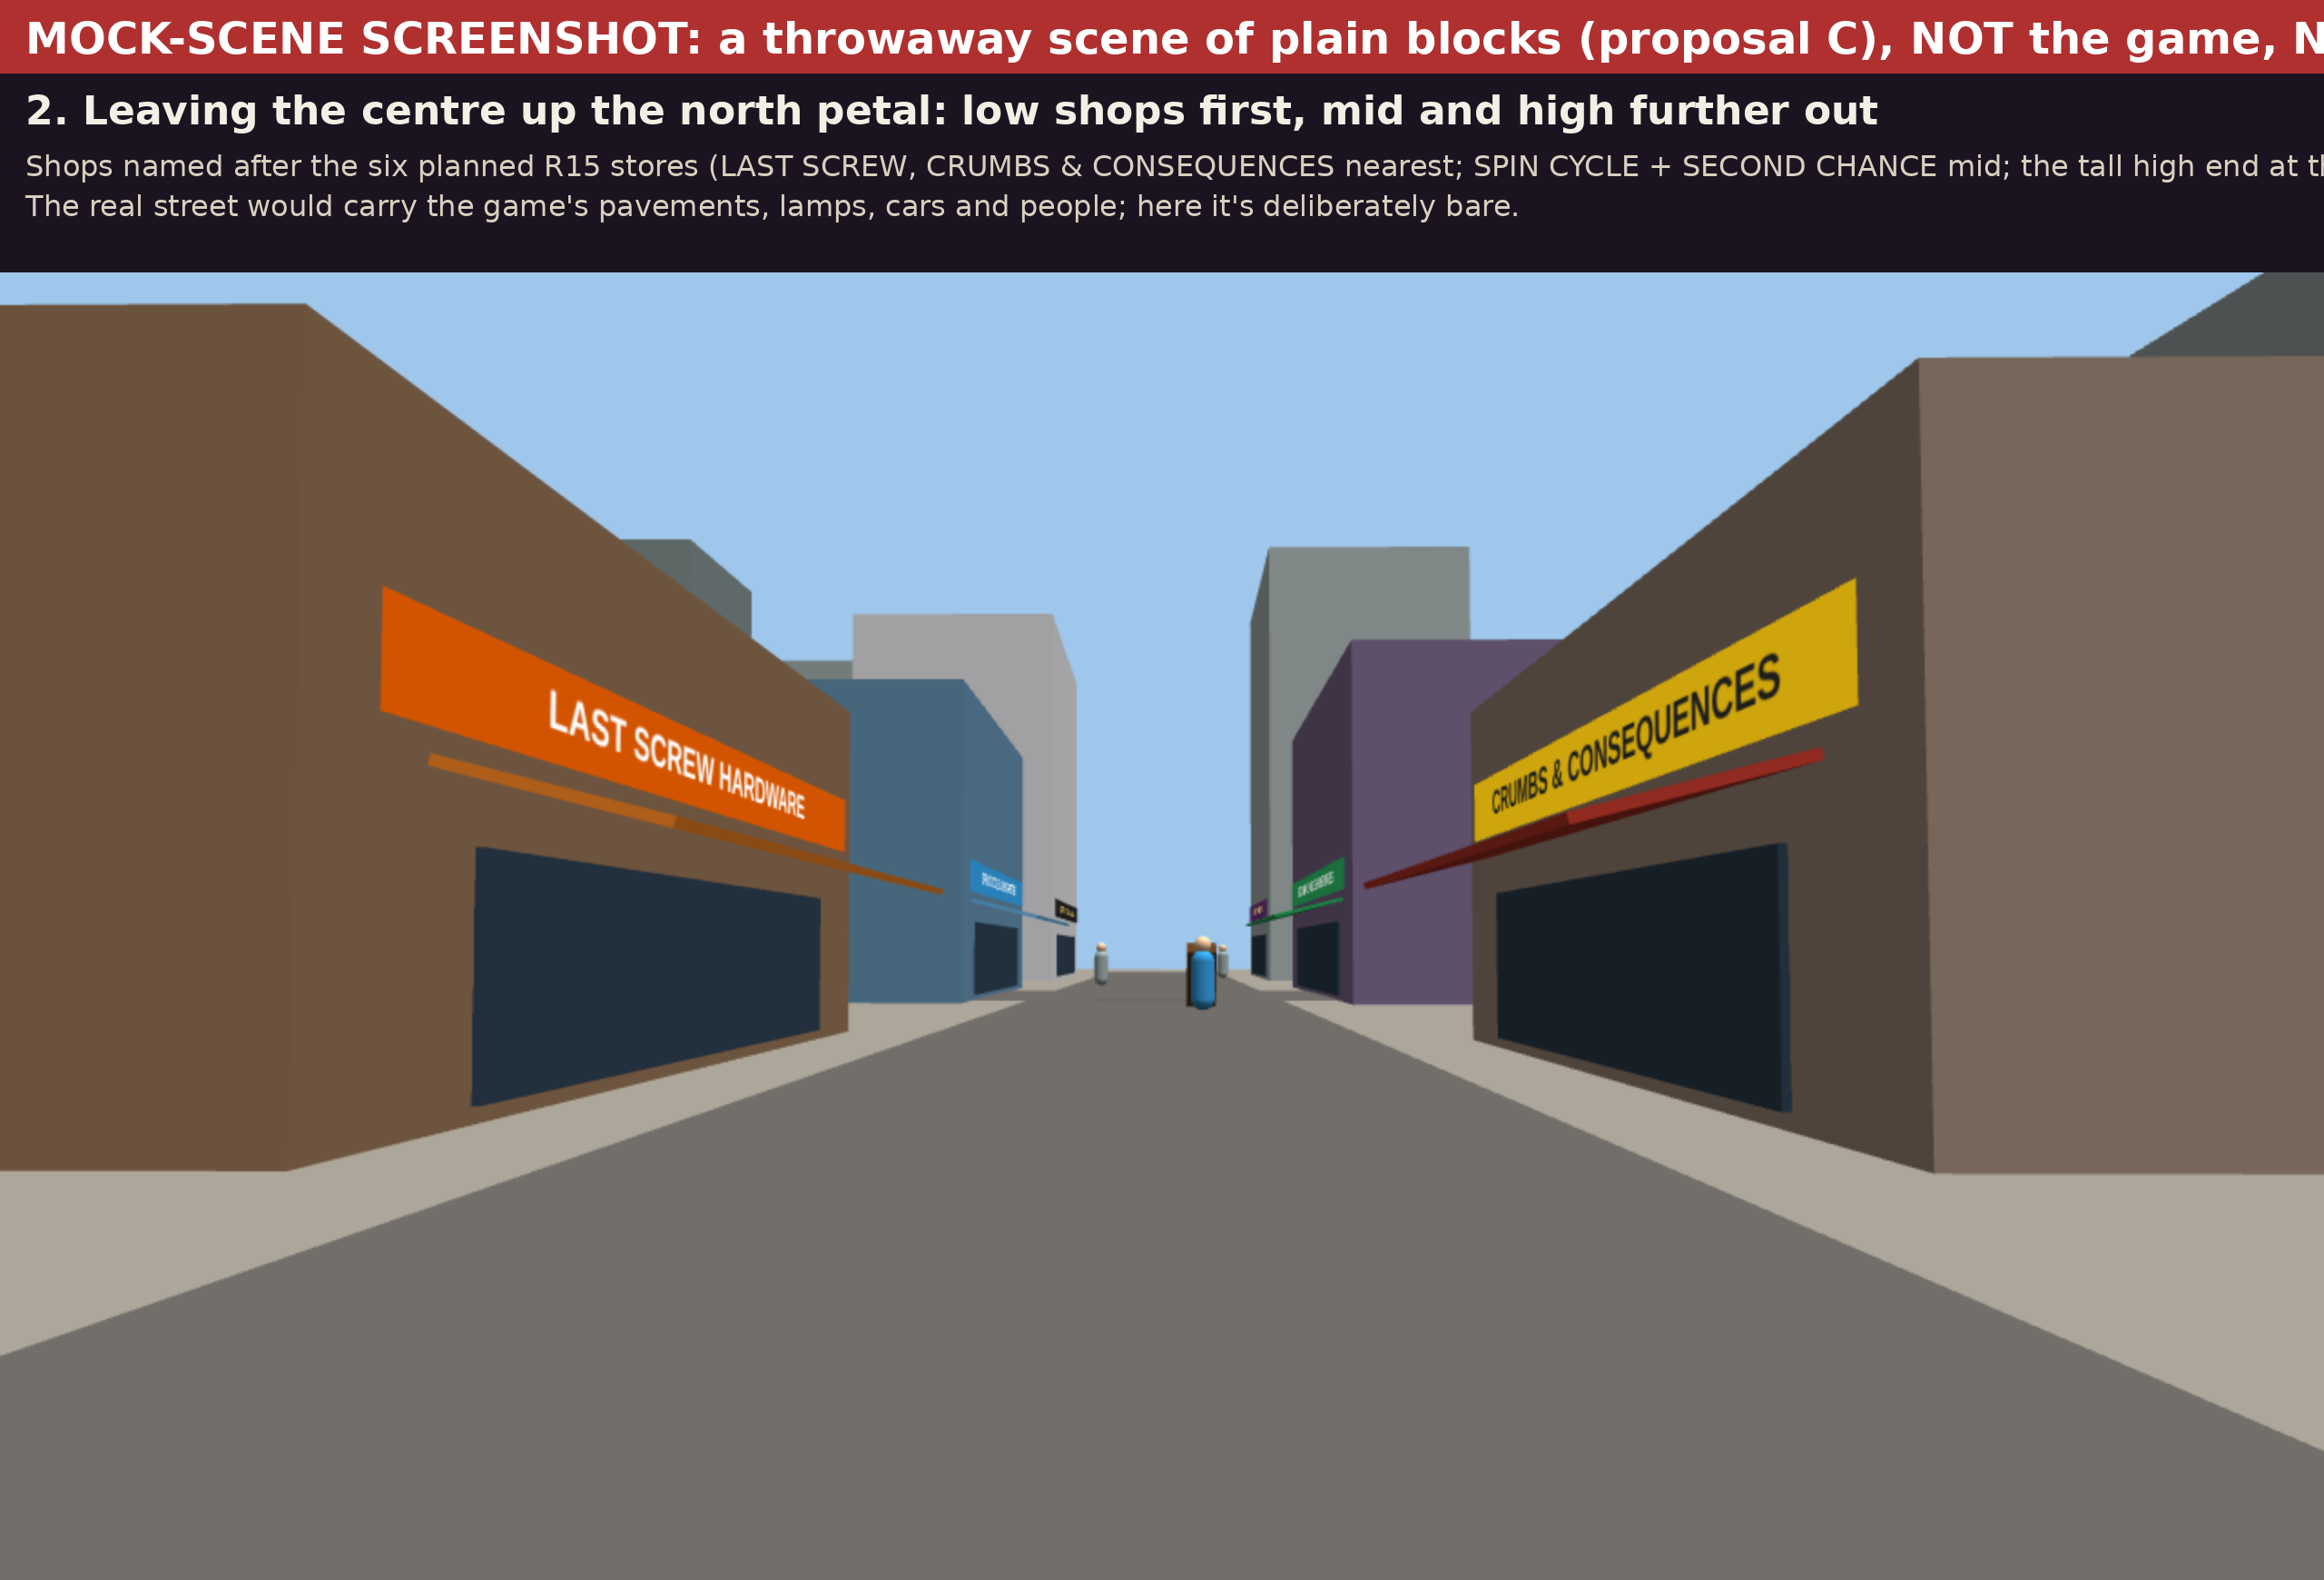 MOCK-SCENE SCREENSHOT: a throwaway scene of plain blocks (proposal C), NOT the game, N
2. Leaving the centre up the north petal: low shops first, mid and high further out
Shops named after the six planned R15 stores (LAST SCREW, CRUMBS & CONSEQUENCES nearest; SPIN CYCLE + SECOND CHANCE mid; the tall high end at th
The real street would carry the game's pavements, lamps, cars and people; here it's deliberately bare.
LAST SCREW HARDWARE
CRUMBS & CONSEQUENCES